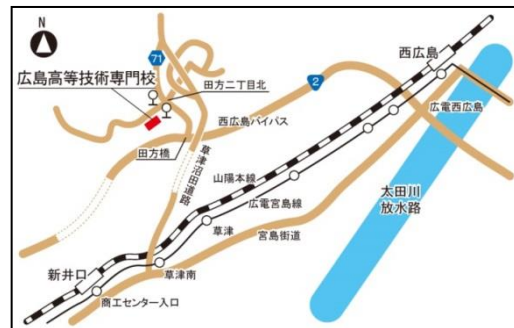 N
71
西広島
広島高等技術専門校
田方二丁目北
2
広電西広島
西広島バイパス
田方橋
草津沼田道路
山陽本線
太田川
放水路
広電宮島線
草津
宮島街道
新井口
草津南
商工センター入口